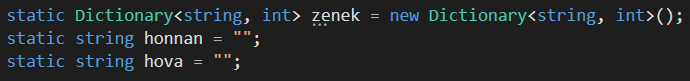 static Dictionary<string, int> zenek = new Dictionary<string, int>();
static string honnan = "";
static string hova = "";